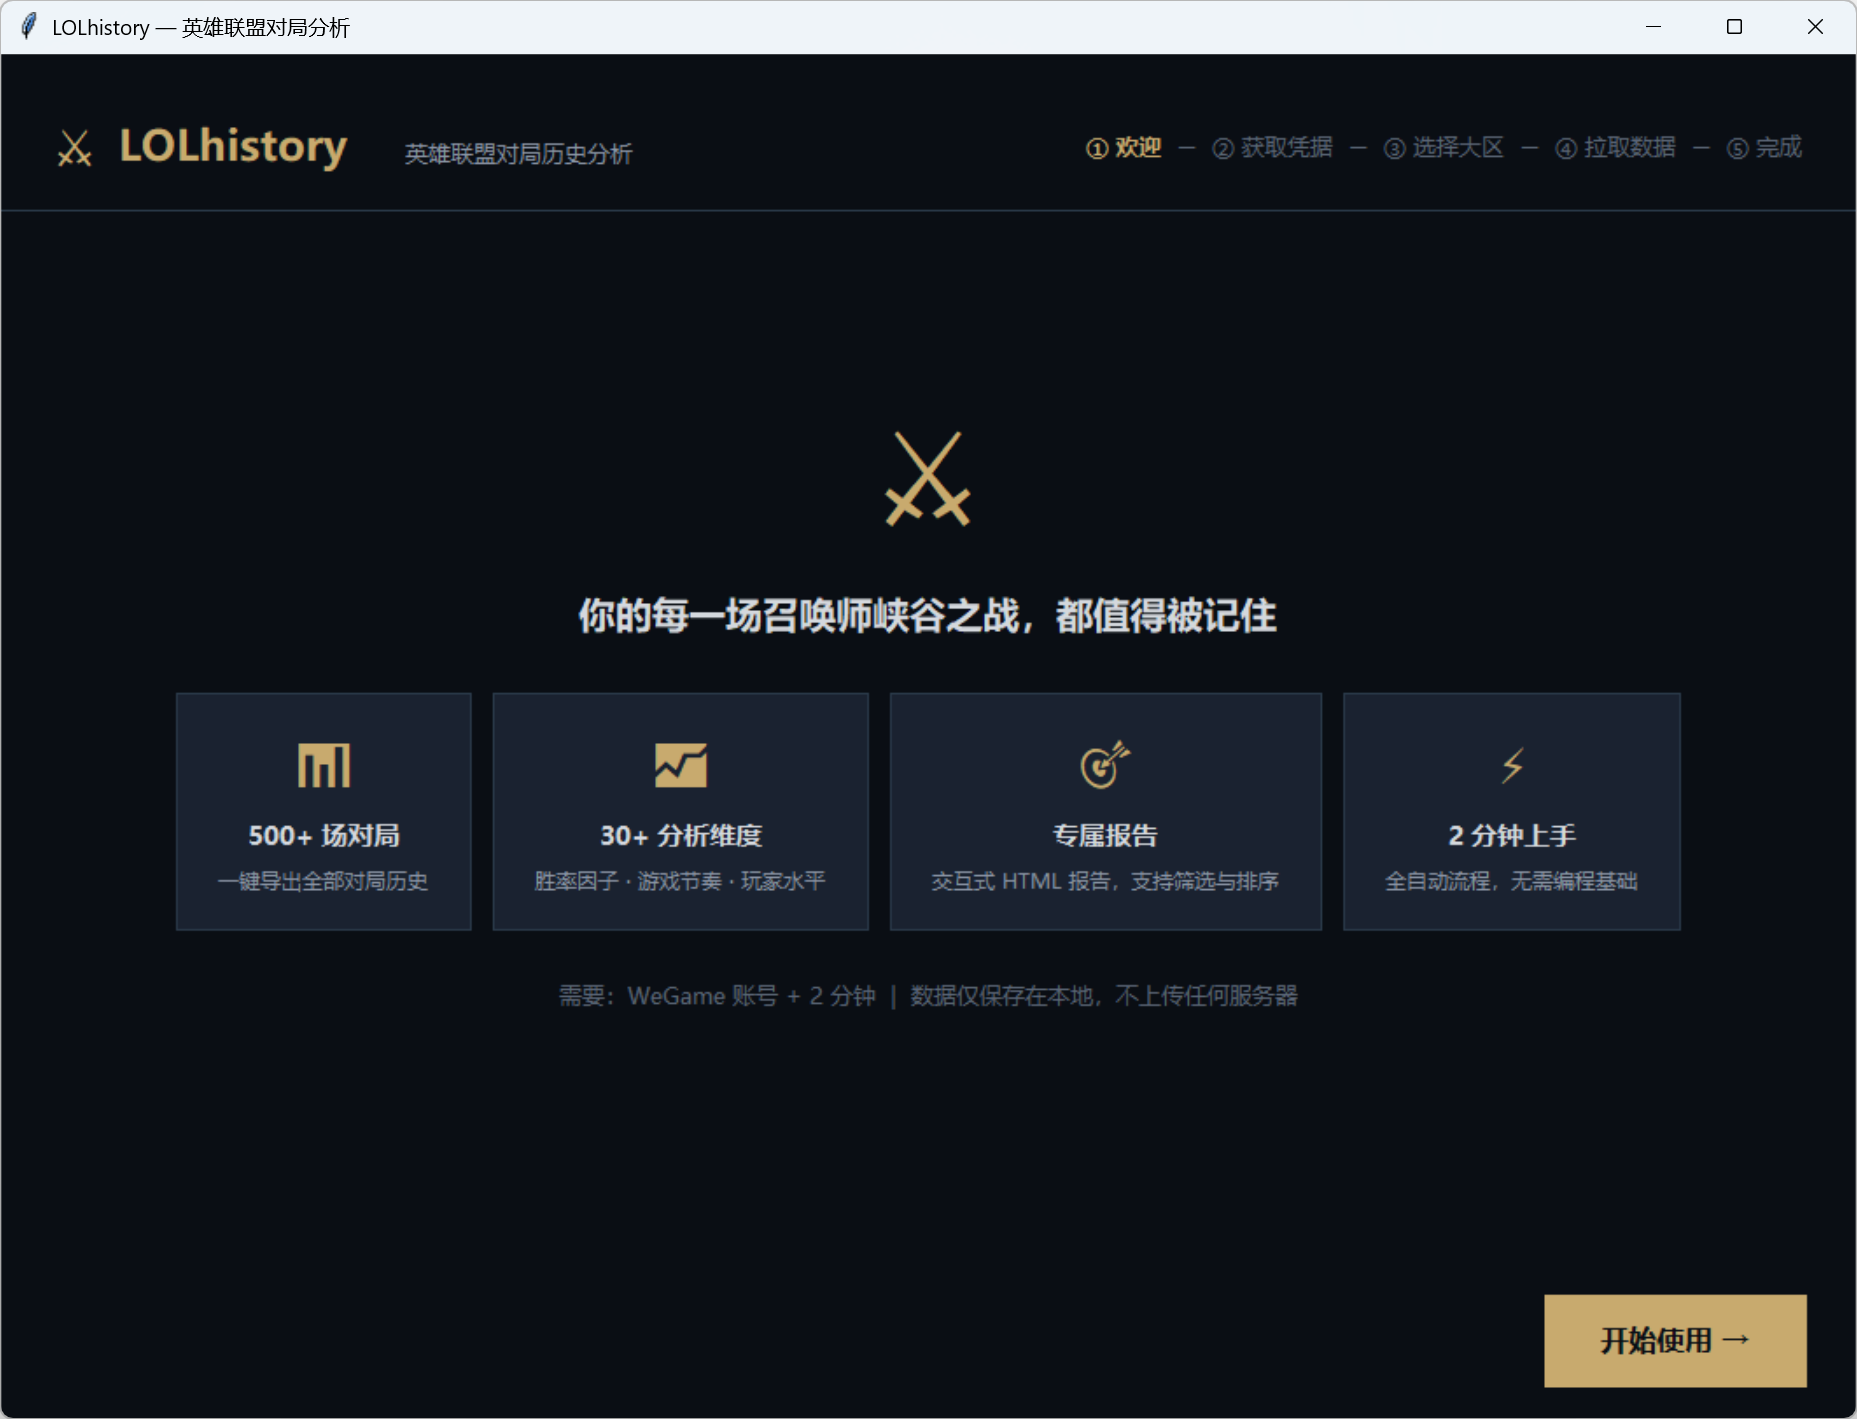 LOLhistory — 英雄联盟对局分析
⚔ LOLhistory 英雄联盟对局历史分析
① 欢迎 — ② 获取凭据 — ③ 选择大区 — ④ 拉取数据 — ⑤ 完成
你的每一场召唤师峡谷之战，都值得被记住
500+ 场对局
一键导出全部对局历史
30+ 分析维度
胜率因子 · 游戏节奏 · 玩家水平
专属报告
交互式 HTML 报告，支持筛选与排序
2 分钟上手
全自动流程，无需编程基础
需要：WeGame 账号 + 2 分钟 | 数据仅保存在本地，不上传任何服务器
开始使用 →